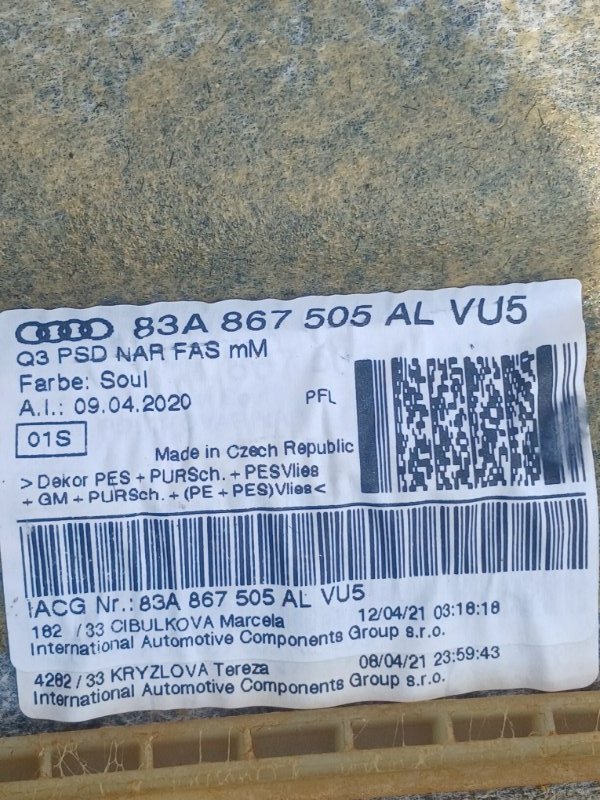 83A 867 505 AL VU5
Q3 PSD NAR FAS mM
Farbe: Soul
A.I.: 09.04.2020
PFL
01S
Made in Czech Republic
>Dekor PES + PURSch. + PESVlies
+ GM + PURSch. + (PE + PES)Vlies<
IACG Nr.: 83A 867 505 AL VU5
182 / 33 CIBULKOVA Marcela 12/04/21 03:18:18
International Automotive Components Group s.r.o.
4282 / 33 KRYZLOVA Tereza 08/04/21 23:59:43
International Automotive Components Group s.r.o.